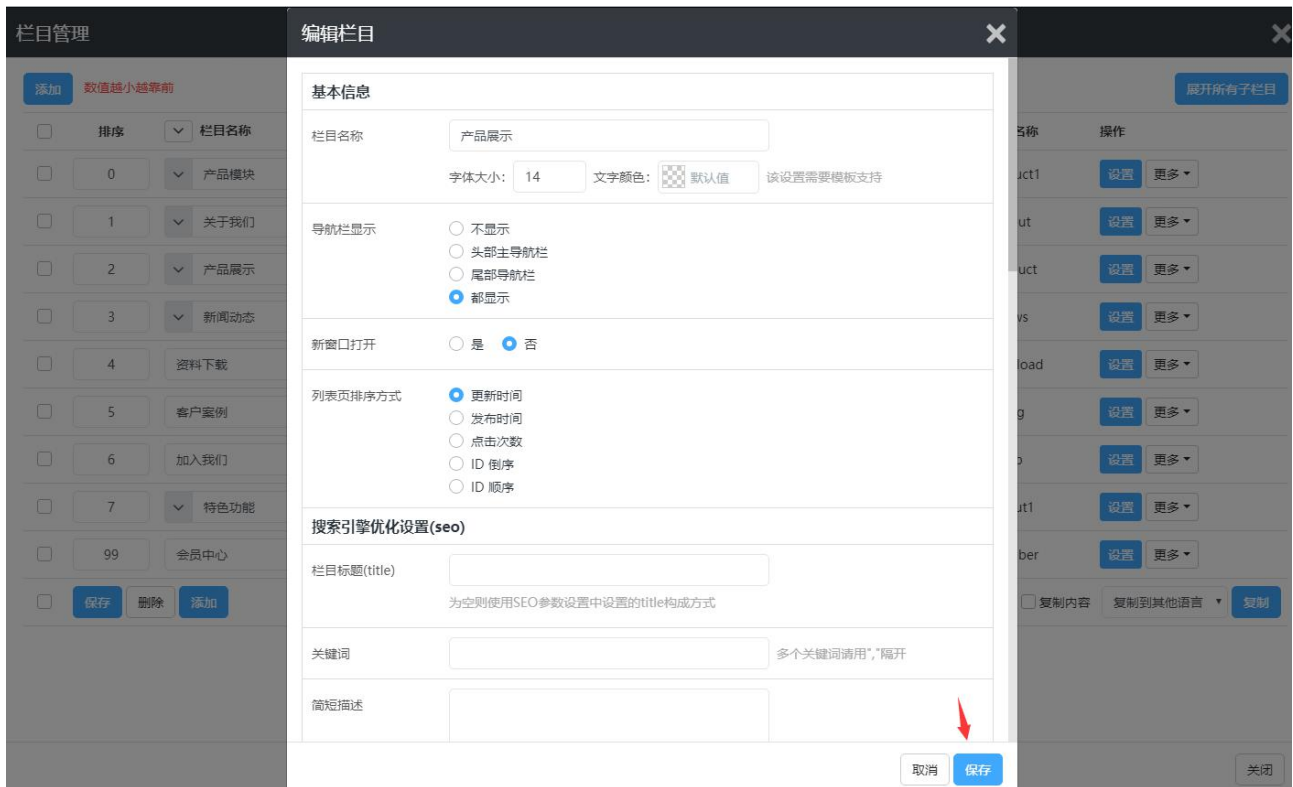 栏目管理
编辑栏目
添加
数值越小越靠前
展开所有子栏目
基本信息
排序
栏目名称
操作
栏目名称
产品展示
字体大小:
14
文字颜色:
默认值
该设置需要模板支持
0
产品模块
设置
更多
1
关于我们
设置
更多
导航栏显示
不显示
头部主导航栏
尾部导航栏
都显示
2
产品展示
设置
更多
3
新闻动态
设置
更多
新窗口打开
是
否
4
资料下载
设置
更多
列表页排序方式
更新时间
发布时间
点击次数
ID 倒序
ID 顺序
5
客户案例
设置
更多
6
加入我们
设置
更多
7
特色功能
设置
更多
搜索引擎优化设置(seo)
99
会员中心
设置
更多
栏目标题(title)
为空则使用SEO参数设置中设置的title构成方式
保存
删除
添加
复制内容
复制到其他语言
复制
关键词
多个关键词请用","隔开
简短描述
取消
保存
关闭